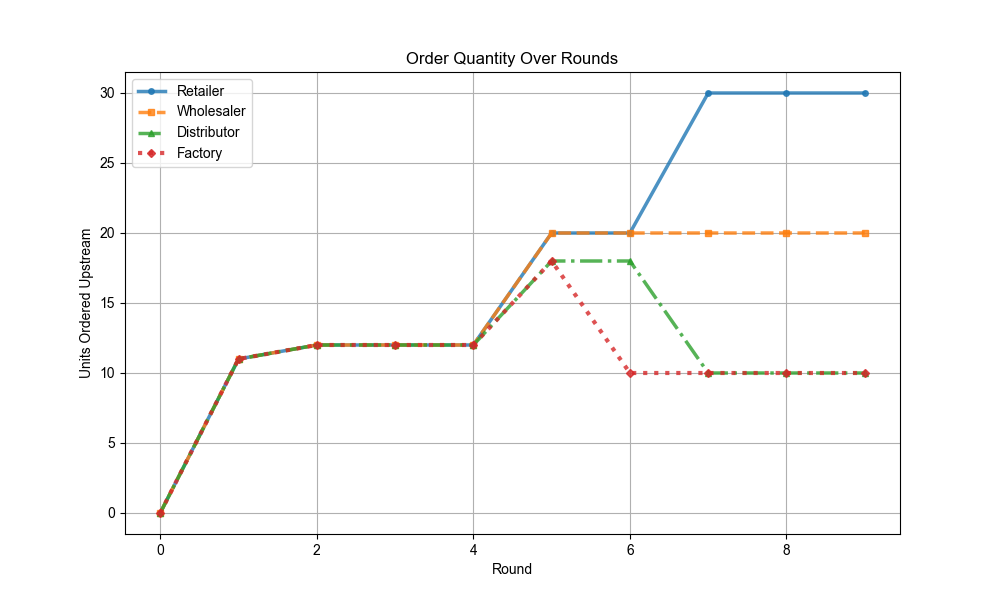 Order Quantity Over Rounds
Retailer
Wholesaler
Distributor
Factory
Units Ordered Upstream
30
25
20
15
10
5
0
0 2 4 6 8
Round